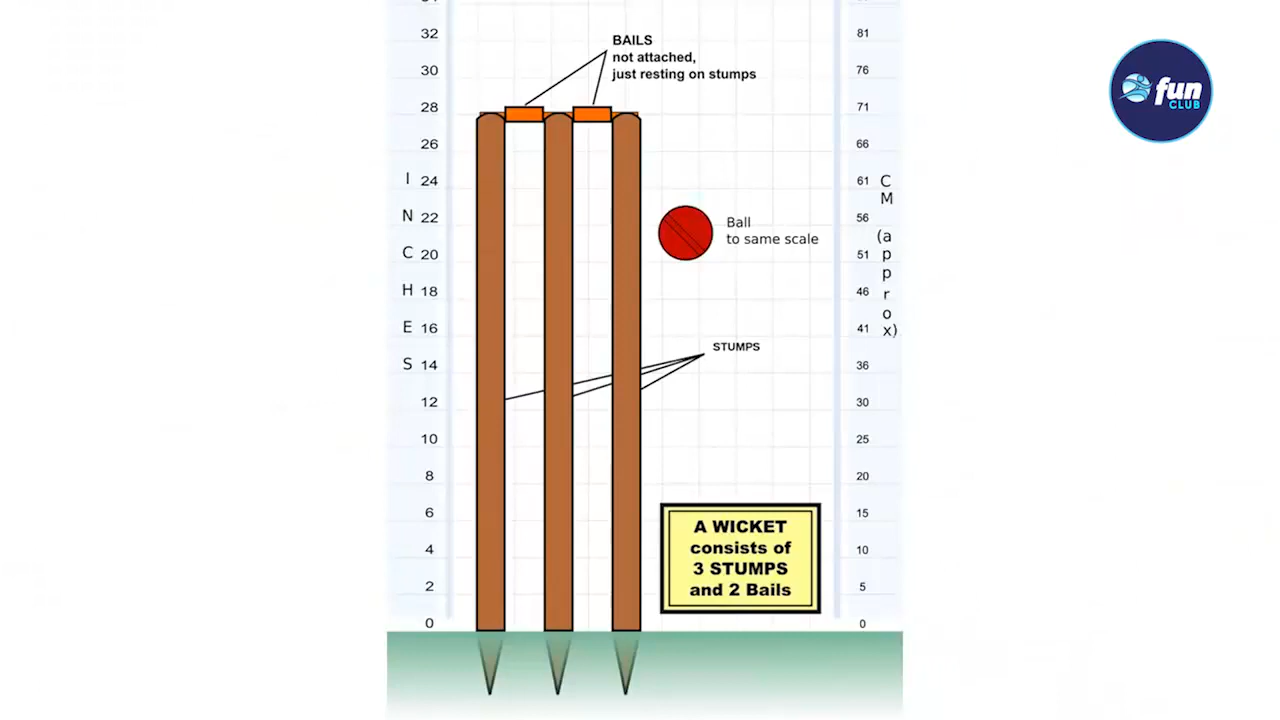 BAILS
not attached,
just resting on stumps
fun
CLUB
32
30
28
26
24
22
20
18
16
14
12
10
8
6
4
2
0
I
N
C
H
E
S
81
76
71
66
61
56
51
46
41
36
30
25
20
15
10
5
0
C
M
(a
p
p
r
o
x)
Ball
to same scale
STUMPS
A WICKET
consists of
3 STUMPS
and 2 Bails